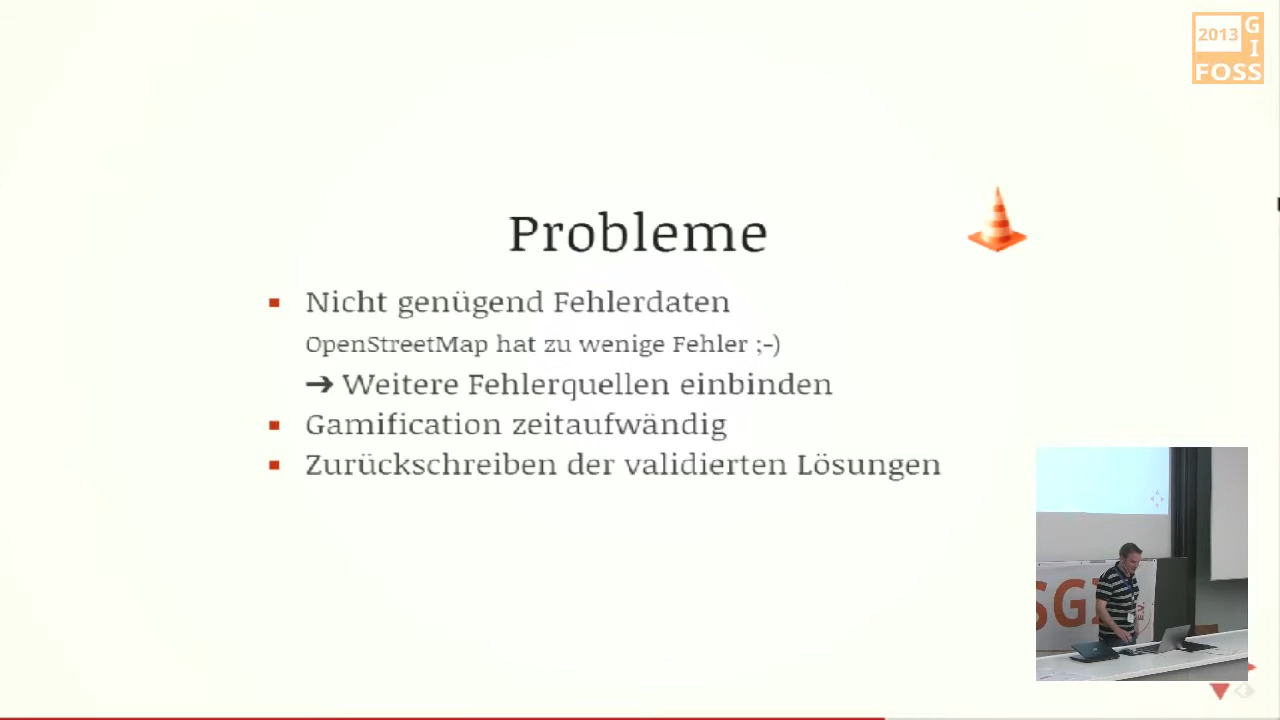 2013
G
I
FOSS
Probleme
Nicht genügend Fehlerdaten
OpenStreetMap hat zu wenige Fehler ;-)
➔ Weitere Fehlerquellen einbinden
Gamification zeitaufwändig
Zurückschreiben der validierten Lösungen
SGI
E.V.